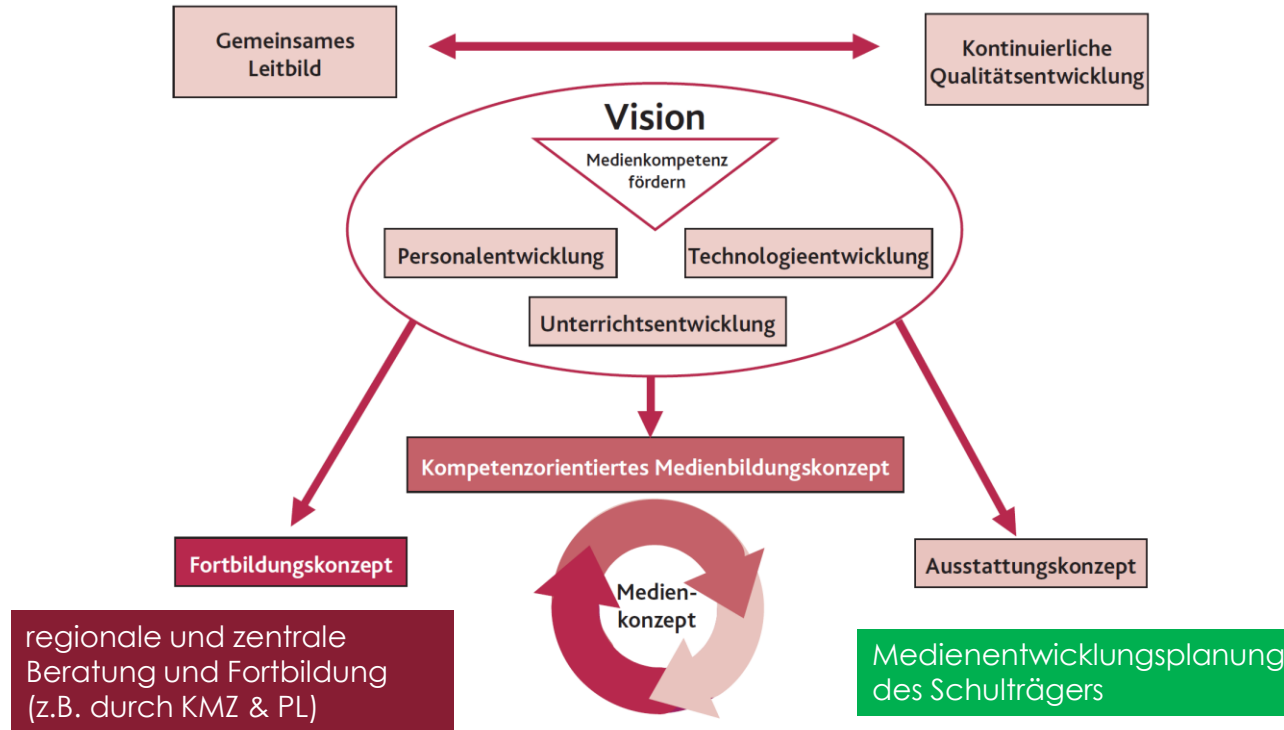 Gemeinsames
Leitbild
Kontinuierliche
Qualitätsentwicklung
Vision
Medienkompetenz
fördern
Personalentwicklung
Technologieentwicklung
Unterrichtsentwicklung
Kompetenzorientiertes Medienbildungskonzept
Fortbildungskonzept
Medien-
konzept
Ausstattungskonzept
regionale und zentrale
Beratung und Fortbildung
(z.B. durch KMZ & PL)
Medienentwicklungsplanung
des Schulträgers